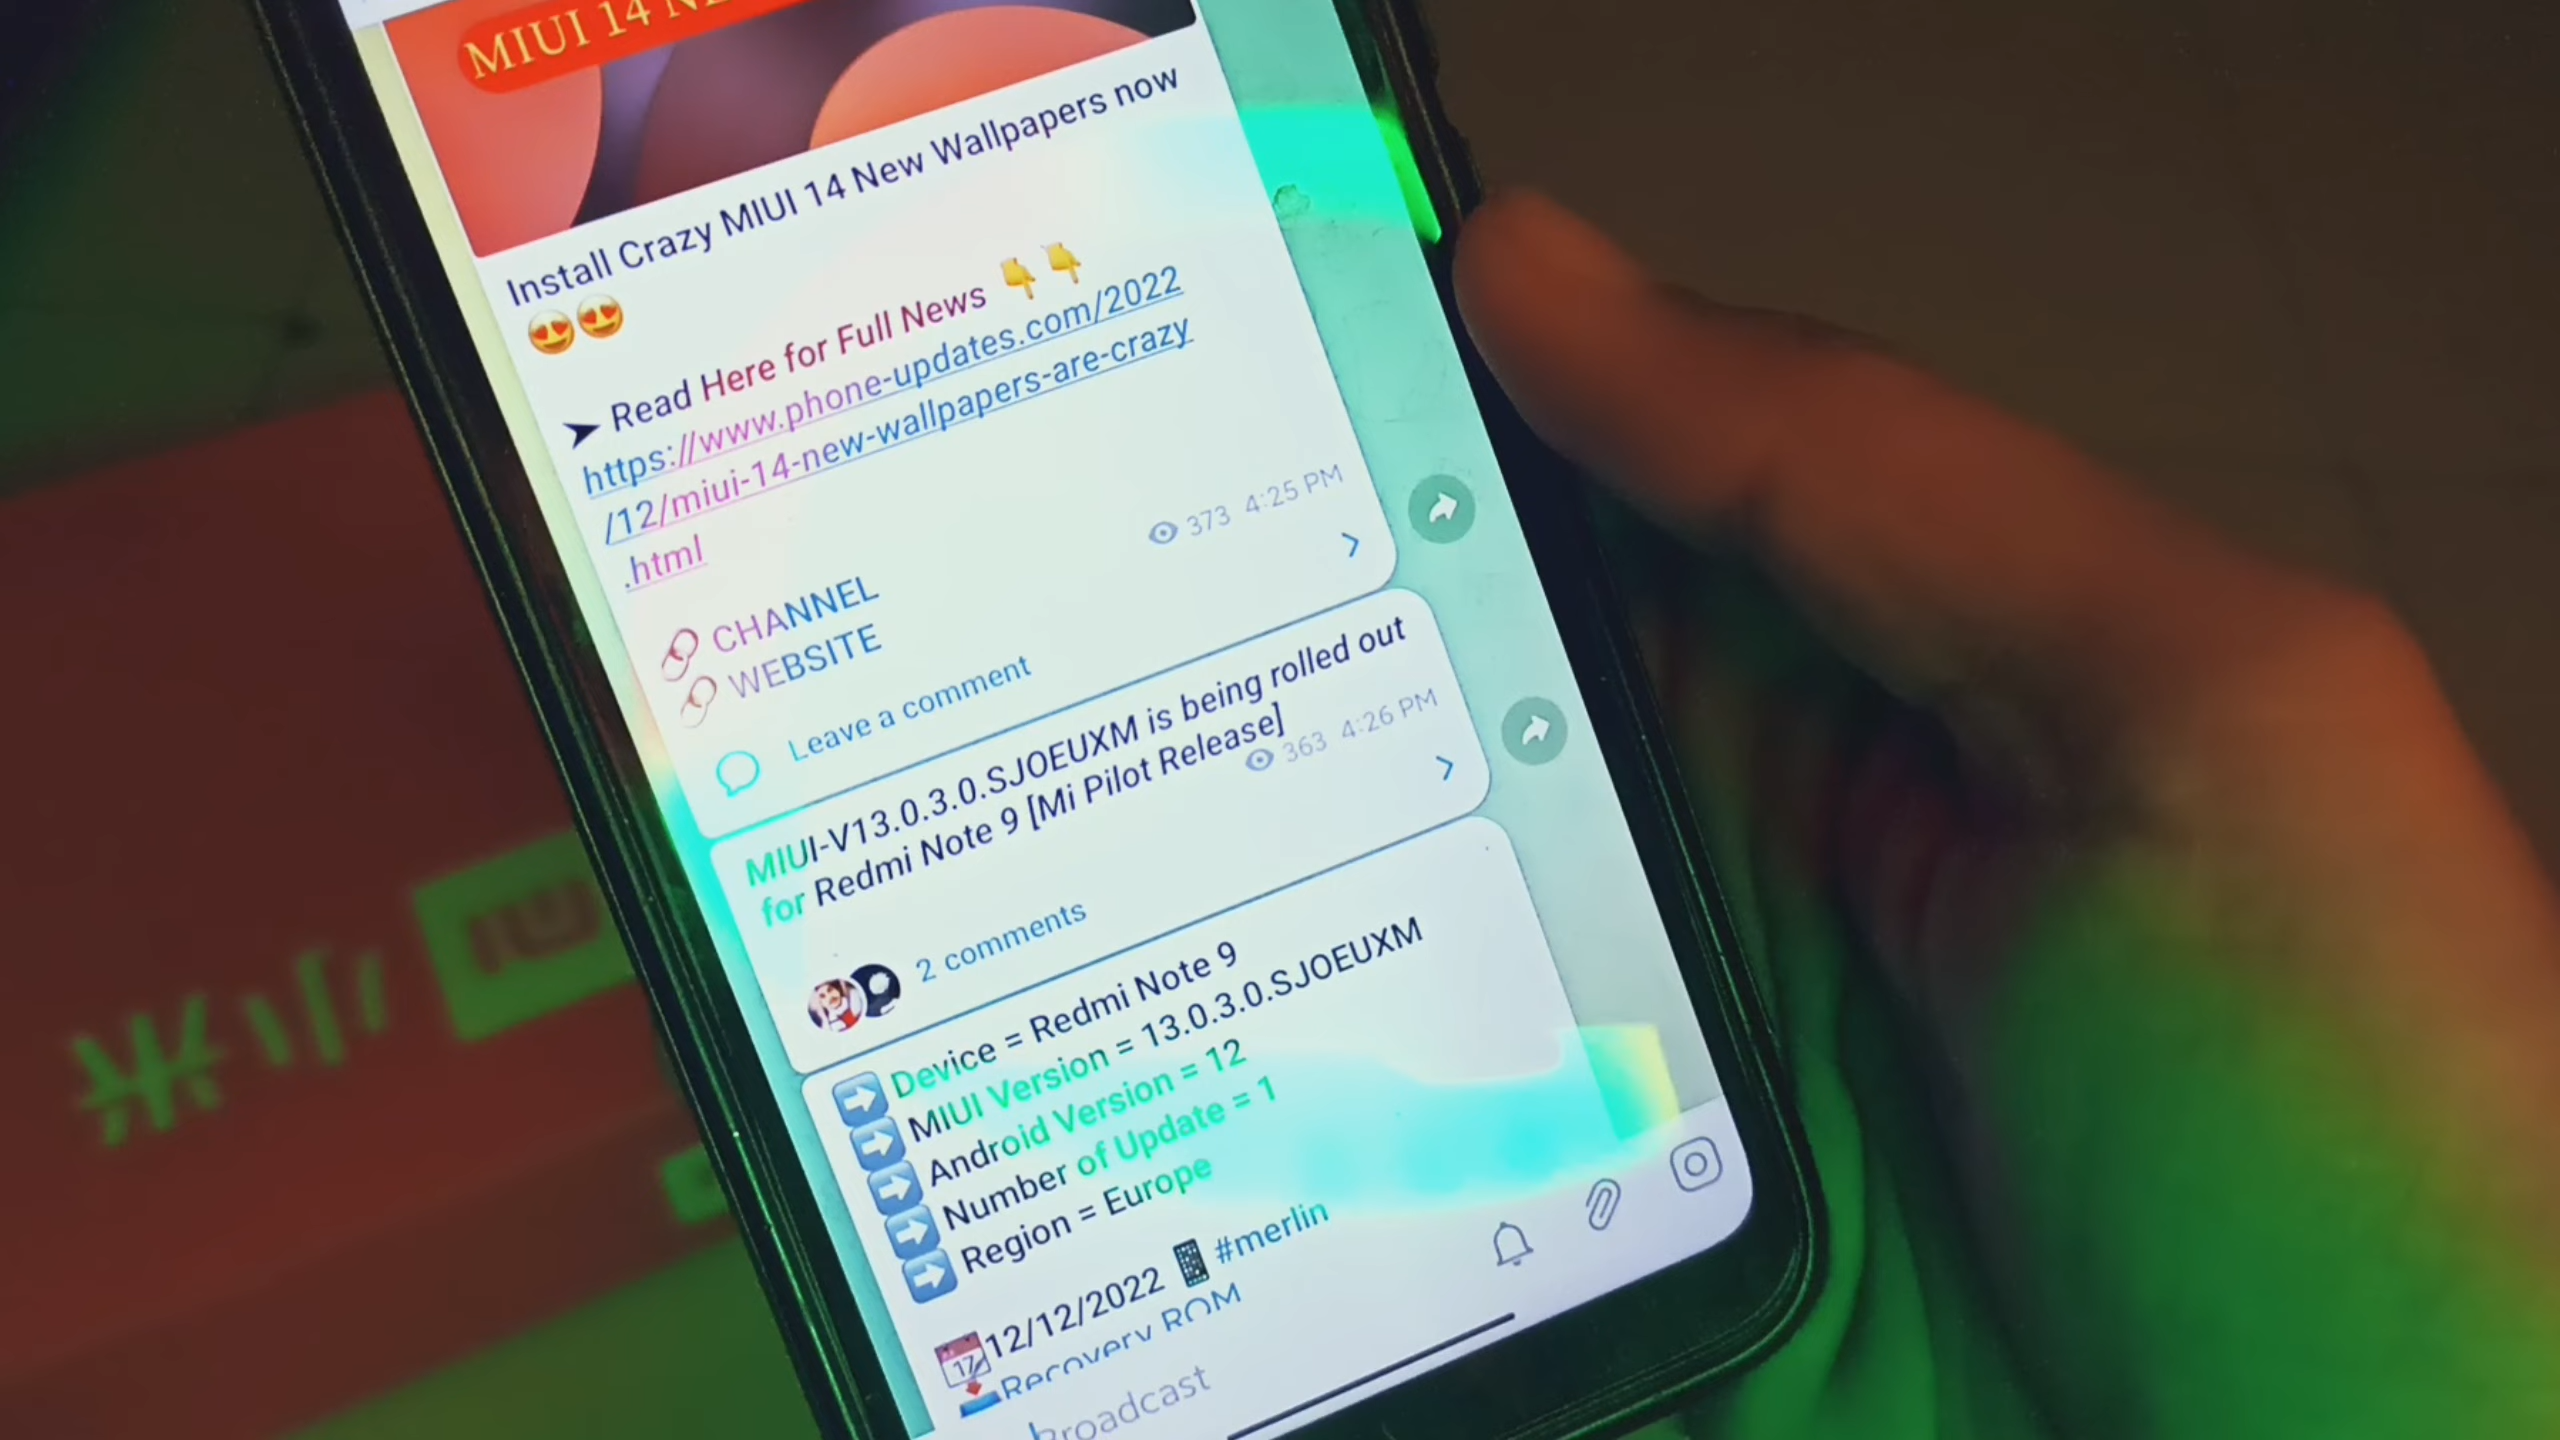 MIUI 14
Install Crazy MIUI 14 New Wallpapers now
😍😍
➤ Read Here for Full News 👇👇
https://www.phone-updates.com/2022
/12/miui-14-new-wallpapers-are-crazy
.html
373 4:25 PM
🔗 CHANNEL
🔗 WEBSITE
Leave a comment
MIUI-V13.0.3.0.SJOEUXM is being rolled out
for Redmi Note 9 [Mi Pilot Release]
363 4:26 PM
2 comments
➡️ Device = Redmi Note 9
➡️ MIUI Version = 13.0.3.0.SJOEUXM
➡️ Android Version = 12
➡️ Number of Update = 1
➡️ Region = Europe
📅12/12/2022 📱 #merlin
📥Recovery ROM
Broadcast